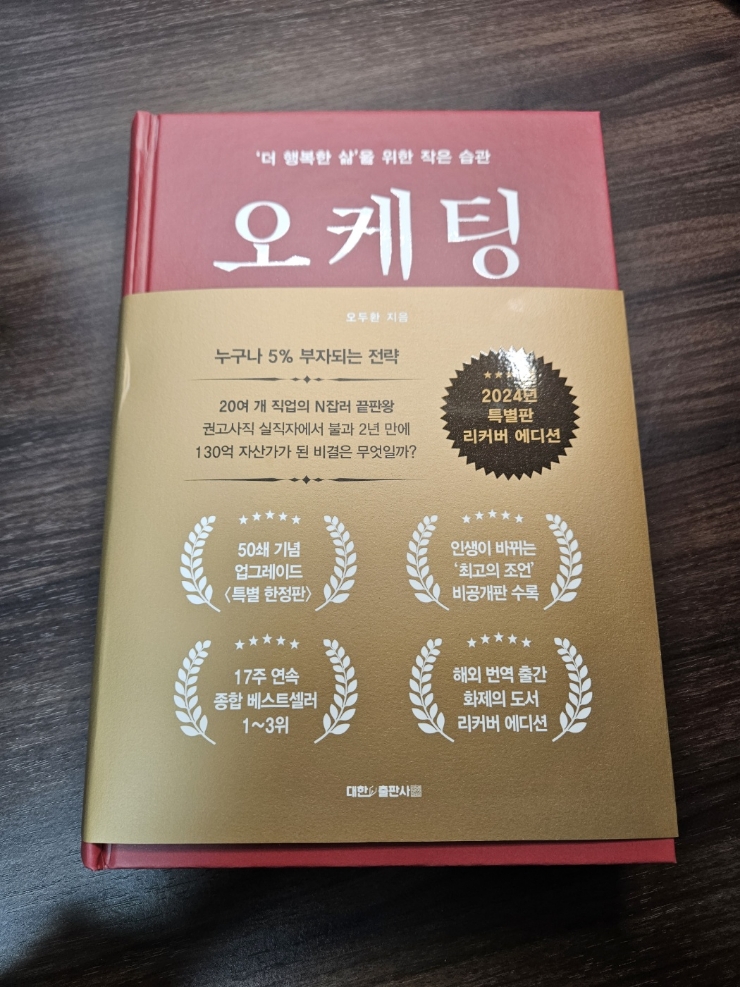 '더 행복한 삶'을 위한 작은 습관
오케팅
오두환 지음
누구나 5% 부자되는 전략
20여 개 직업의 N잡러 끝판왕
권고사직 실직자에서 불과 2년 만에
130억 자산가가 된 비결은 무엇일까?
2024년
특별판
리커버 에디션
50쇄 기념
업그레이드
〈특별 한정판〉
인생이 바뀌는
'최고의 조언'
비공개판 수록
17주 연속
종합 베스트셀러
1~3위
해외 번역 출간
화제의 도서
리커버 에디션
대한출판사